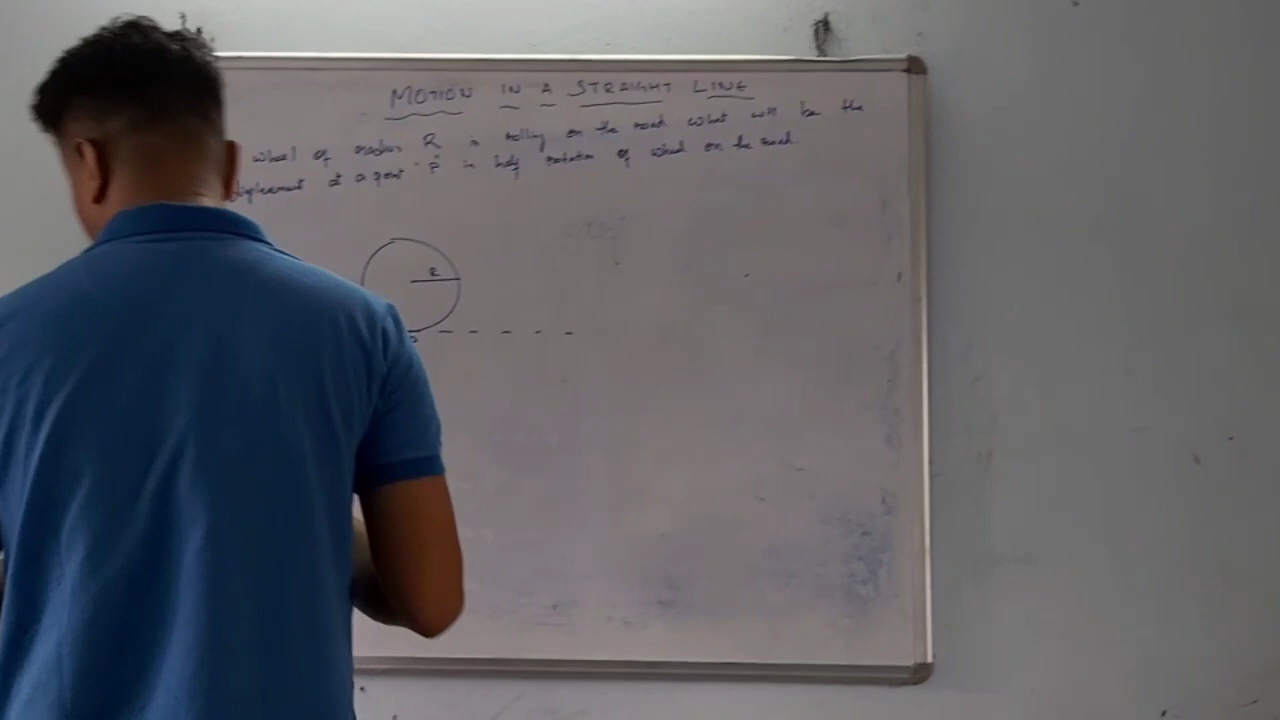 MOTION IN A STRAIGHT LINE
wheel of radius R is rolling on the road what will be the
displacement at a point "P" in half rotation of wheel on the road.
R